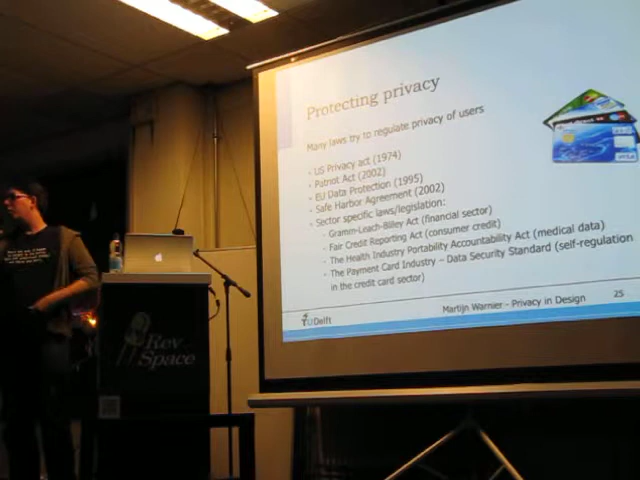 Protecting privacy
Many laws try to regulate privacy of users
- US Privacy act (1974)
- Patriot Act (2002)
- EU Data Protection (1995)
- Safe Harbor Agreement (2002)
- Sector specific laws/legislation:
- Gramm-Leach-Billey Act (financial sector)
- Fair Credit Reporting Act (consumer credit)
- The Health Industry Portability Accountability Act (medical data)
- The Payment Card Industry – Data Security Standard (self-regulation
in the credit card sector)
TUDelft
Martijn Warnier - Privacy in Design
25
VISA
Rev
Space